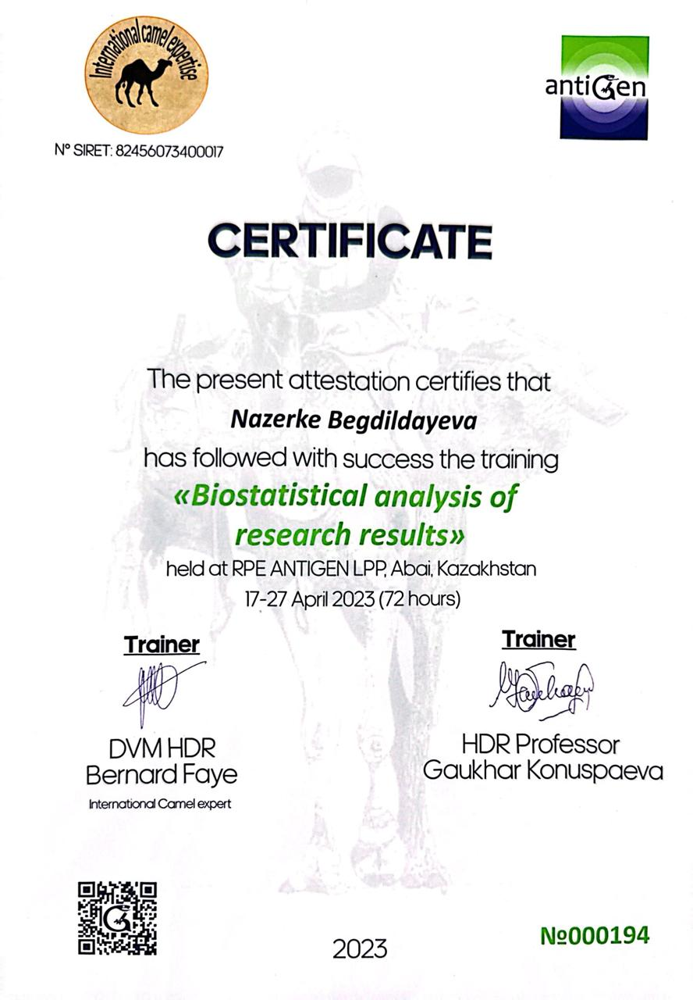 International camel expertise
antiGen
N° SIRET: 82456073400017
CERTIFICATE
The present attestation certifies that
Nazerke Begdildayeva
has followed with success the training
«Biostatistical analysis of
research results»
held at RPE ANTIGEN LPP, Abai, Kazakhstan
17-27 April 2023 (72 hours)
Trainer
Trainer
DVM HDR
Bernard Faye
International Camel expert
HDR Professor
Gaukhar Konuspaeva
2023
№000194